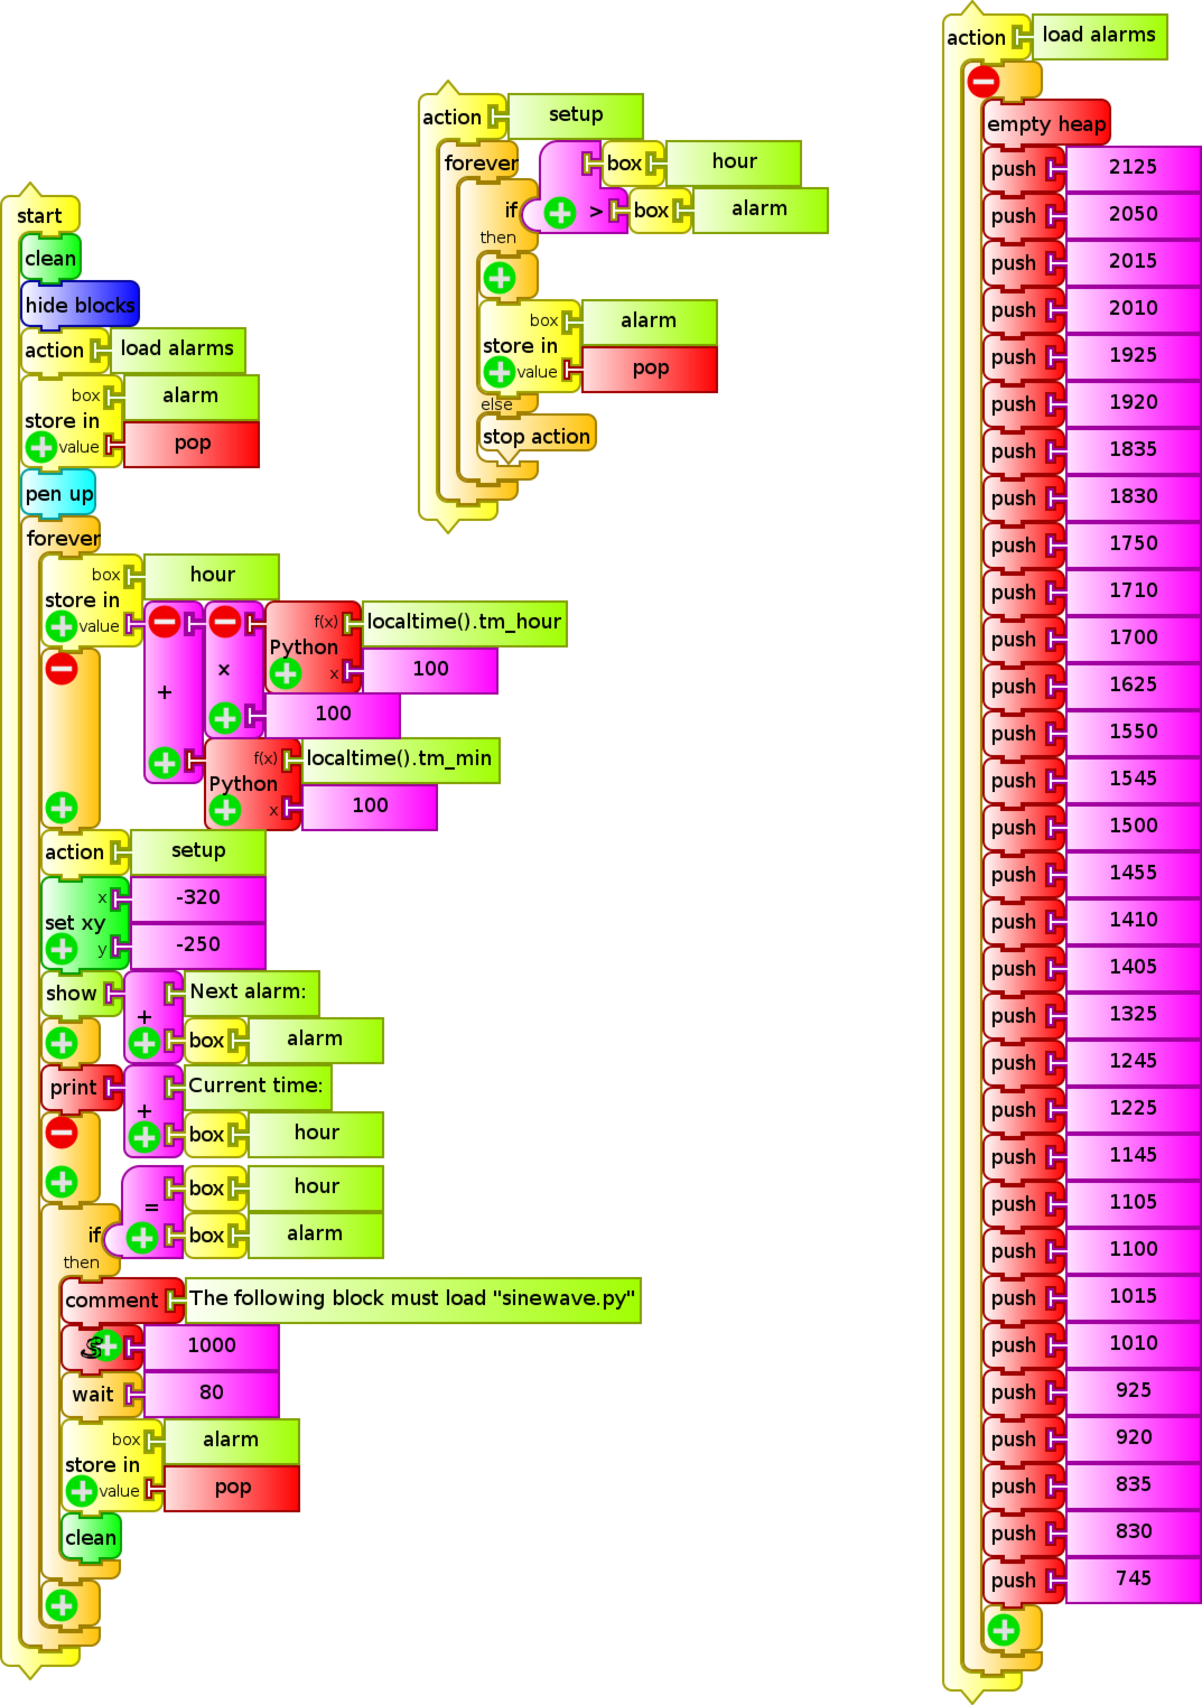 start
clean
hide blocks
action load alarms
box alarm
store in
value pop
pen up
forever
box hour
store in
value
f(x) localtime().tm_hour
Python
x 100
×
+
100
f(x) localtime().tm_min
Python
x 100
action setup
x -320
set xy
y -250
show Next alarm:
+
box alarm
print Current time:
+
box hour
box hour
=
if box alarm
then
comment The following block must load "sinewave.py"
S 1000
wait 80
box alarm
store in
value pop
clean
action setup
forever box hour
if > box alarm
then
box alarm
store in
value pop
else
stop action
action load alarms
empty heap
push 2125
push 2050
push 2015
push 2010
push 1925
push 1920
push 1835
push 1830
push 1750
push 1710
push 1700
push 1625
push 1550
push 1545
push 1500
push 1455
push 1410
push 1405
push 1325
push 1245
push 1225
push 1145
push 1105
push 1100
push 1015
push 1010
push 925
push 920
push 835
push 830
push 745